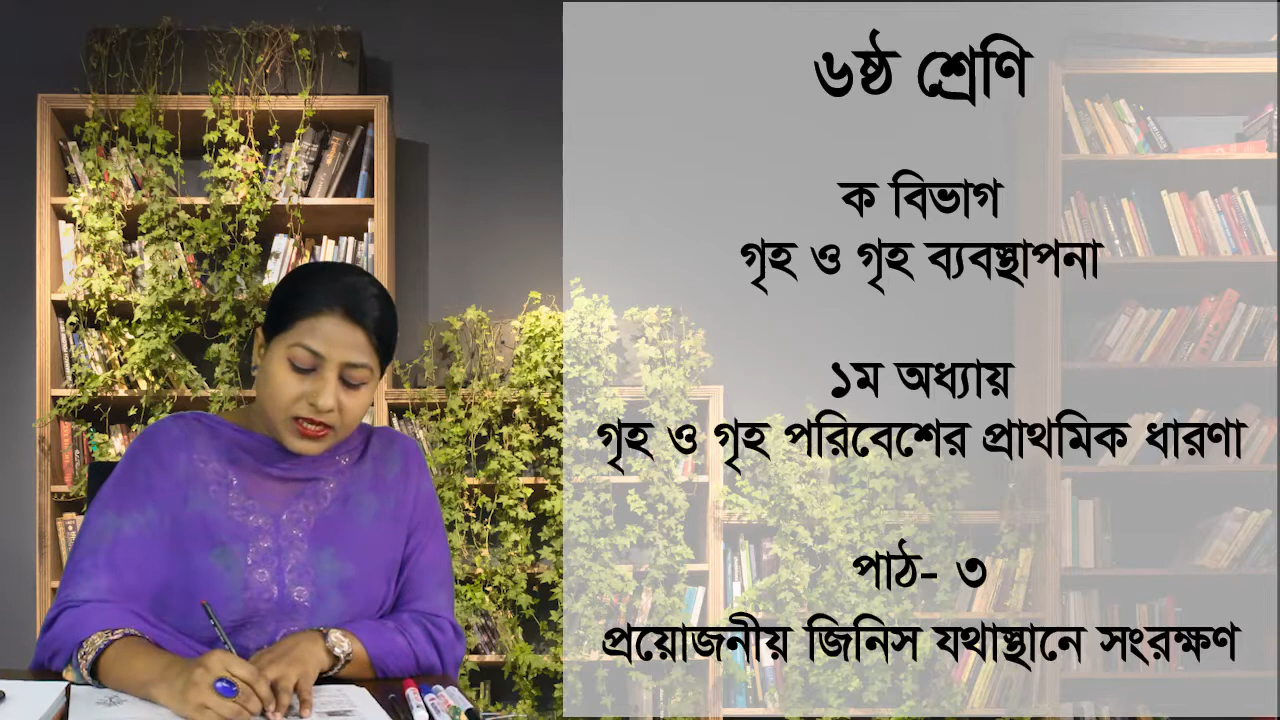 ৬ষ্ঠ শ্রেণি
ক বিভাগ
গৃহ ও গৃহ ব্যবস্থাপনা
১ম অধ্যায়
গৃহ ও গৃহ পরিবেশের প্রাথমিক ধারণা
পাঠ- ৩
প্রয়োজনীয় জিনিস যথাস্থানে সংরক্ষণ